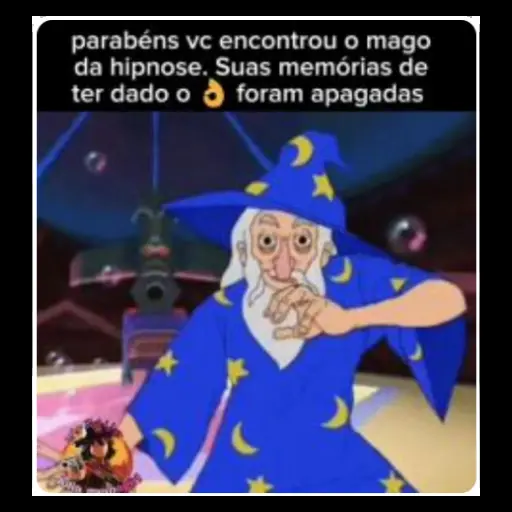 parabéns vc encontrou o mago
da hipnose. Suas memórias de
ter dado o 👌 foram apagadas